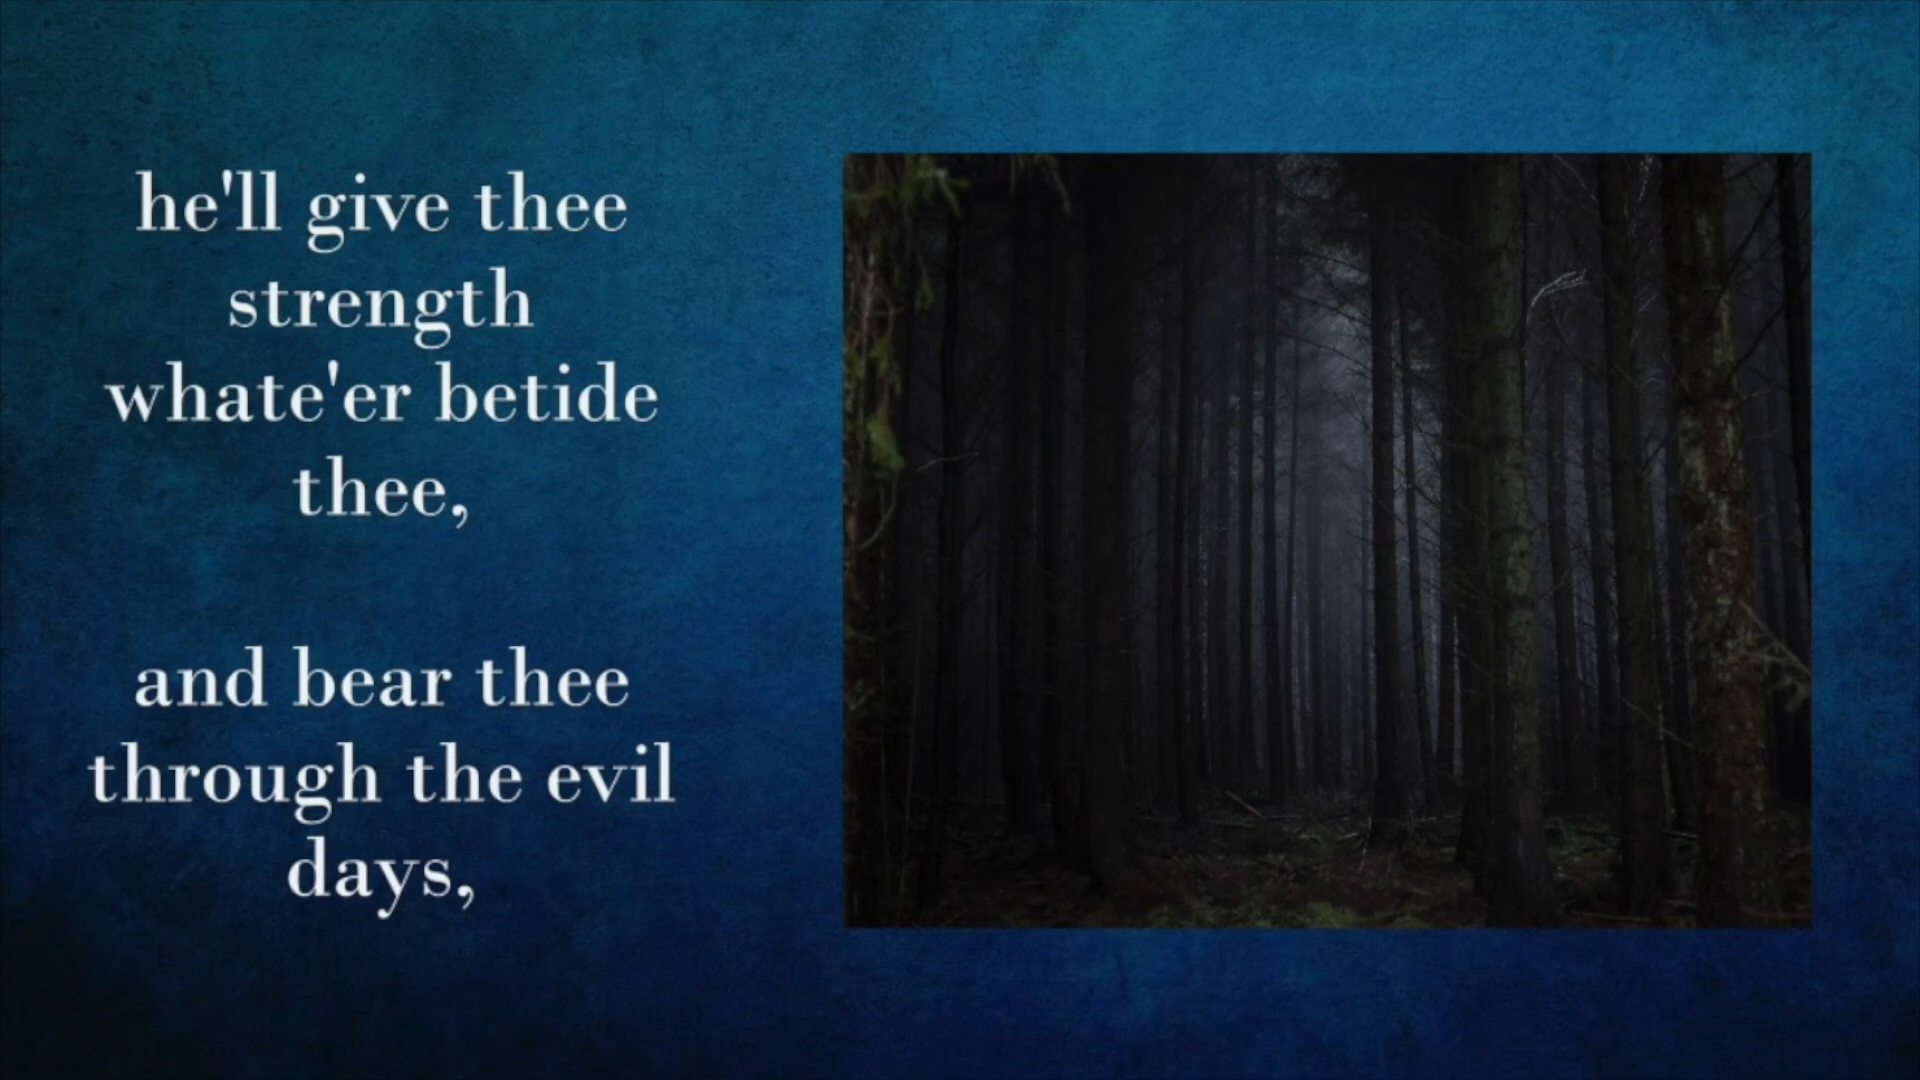 he'll give thee
strength
whate'er betide
thee,
and bear thee
through the evil
days,